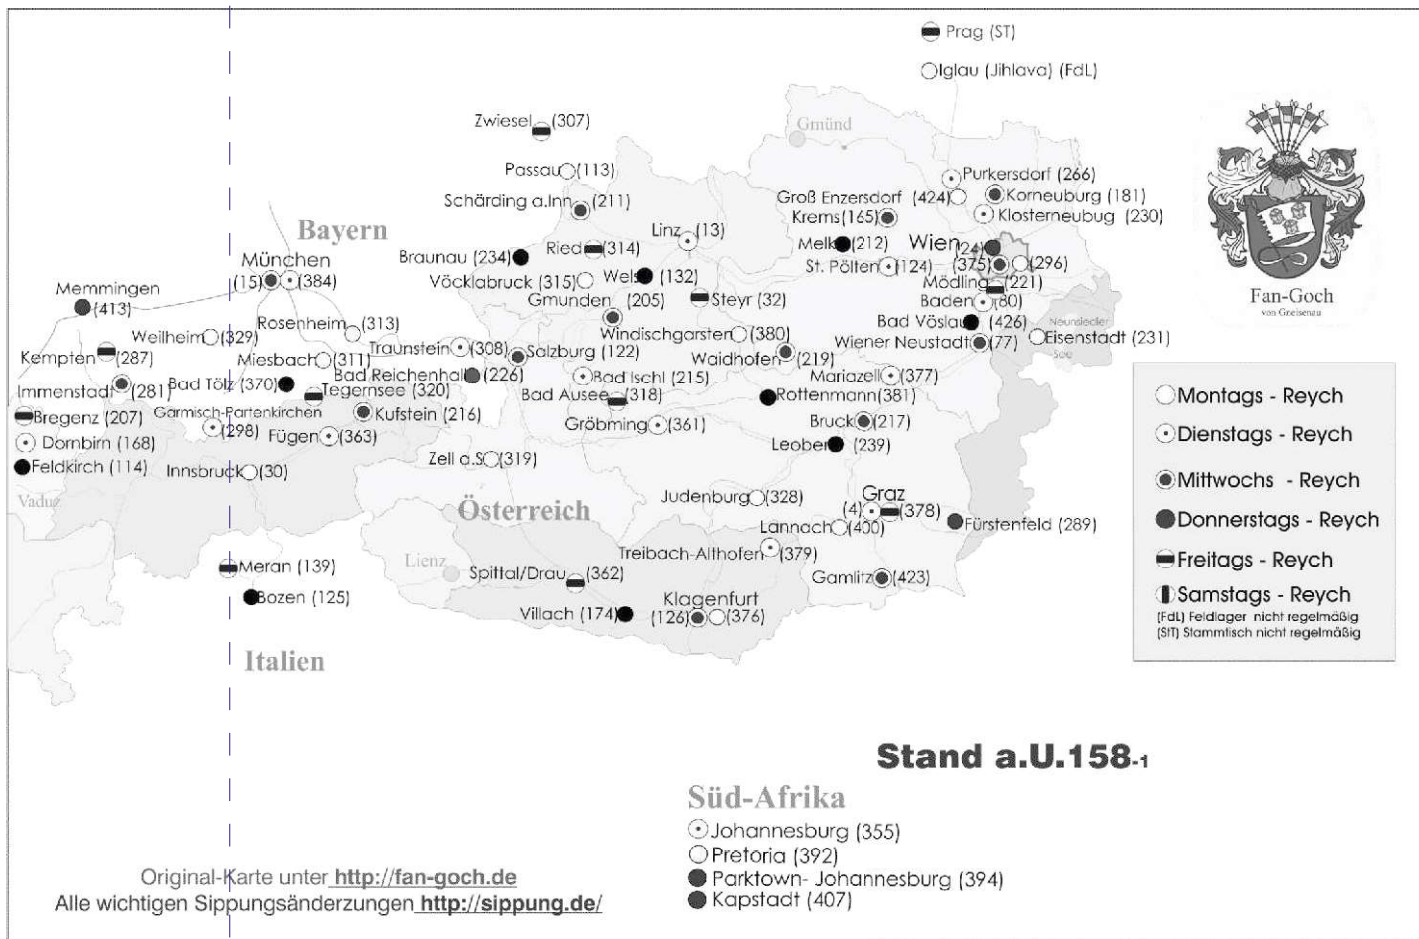 Prag (ST)
Iglau (Jihlava) (FdL)
Zwiesel (307)
Gmünd
Passau (113)
Purkersdorf (266)
Schärding a.Inn (211)
Groß Enzersdorf (424)
Korneuburg (181)
Krems (165)
Klosterneubug (230)
Bayern
Linz (13)
Ried (314)
Melk (212)
Wien (24)
(375) (296)
Braunau (234)
München
(15) (384)
Vöcklabruck (315)
Wels (132)
St. Pölten (124)
Mödling (221)
Memmingen
(413)
Gmunden (205)
Steyr (32)
Baden (80)
Fan-Goch
von Gneisenau
Rosenheim (313)
Bad Vöslau (426)
Neunsiedler
See
Weilheim (329)
Windischgarsten (380)
Wiener Neustadt (77)
Eisenstadt (231)
Kempten (287)
Miesbach (311)
Traunstein (308)
Salzburg (122)
Waidhofen (219)
Immenstadt (281)
Bad Tölz (370)
Bad Reichenhall (226)
Bad Ischl (215)
Mariazell (377)
Tegernsee (320)
Bad Ausee (318)
Rottenmann (381)
Bregenz (207)
Garmisch-Partenkirchen
(298)
Kufstein (216)
Gröbming (361)
Bruck (217)
Dornbirn (168)
Fügen (363)
Leoben (239)
Feldkirch (114)
Innsbruck (30)
Zell a.S (319)
Vaduz
Österreich
Judenburg (328)
Graz
(4) (378)
Lannach (400)
Fürstenfeld (289)
Treibach-Althofen (379)
Meran (139)
Lienz
Spittal/Drau (362)
Gamlitz (423)
Bozen (125)
Villach (174)
Klagenfurt
(126) (376)
Italien
Montags - Reych
Dienstags - Reych
Mittwochs - Reych
Donnerstags - Reych
Freitags - Reych
Samstags - Reych
(FdL) Feldlager nicht regelmäßig
(StT) Stammtisch nicht regelmäßig
Stand a.U.158-1
Süd-Afrika
Johannesburg (355)
Pretoria (392)
Parktown- Johannesburg (394)
Kapstadt (407)
Original-Karte unter http://fan-goch.de
Alle wichtigen Sippungsänderzungen http://sippung.de/